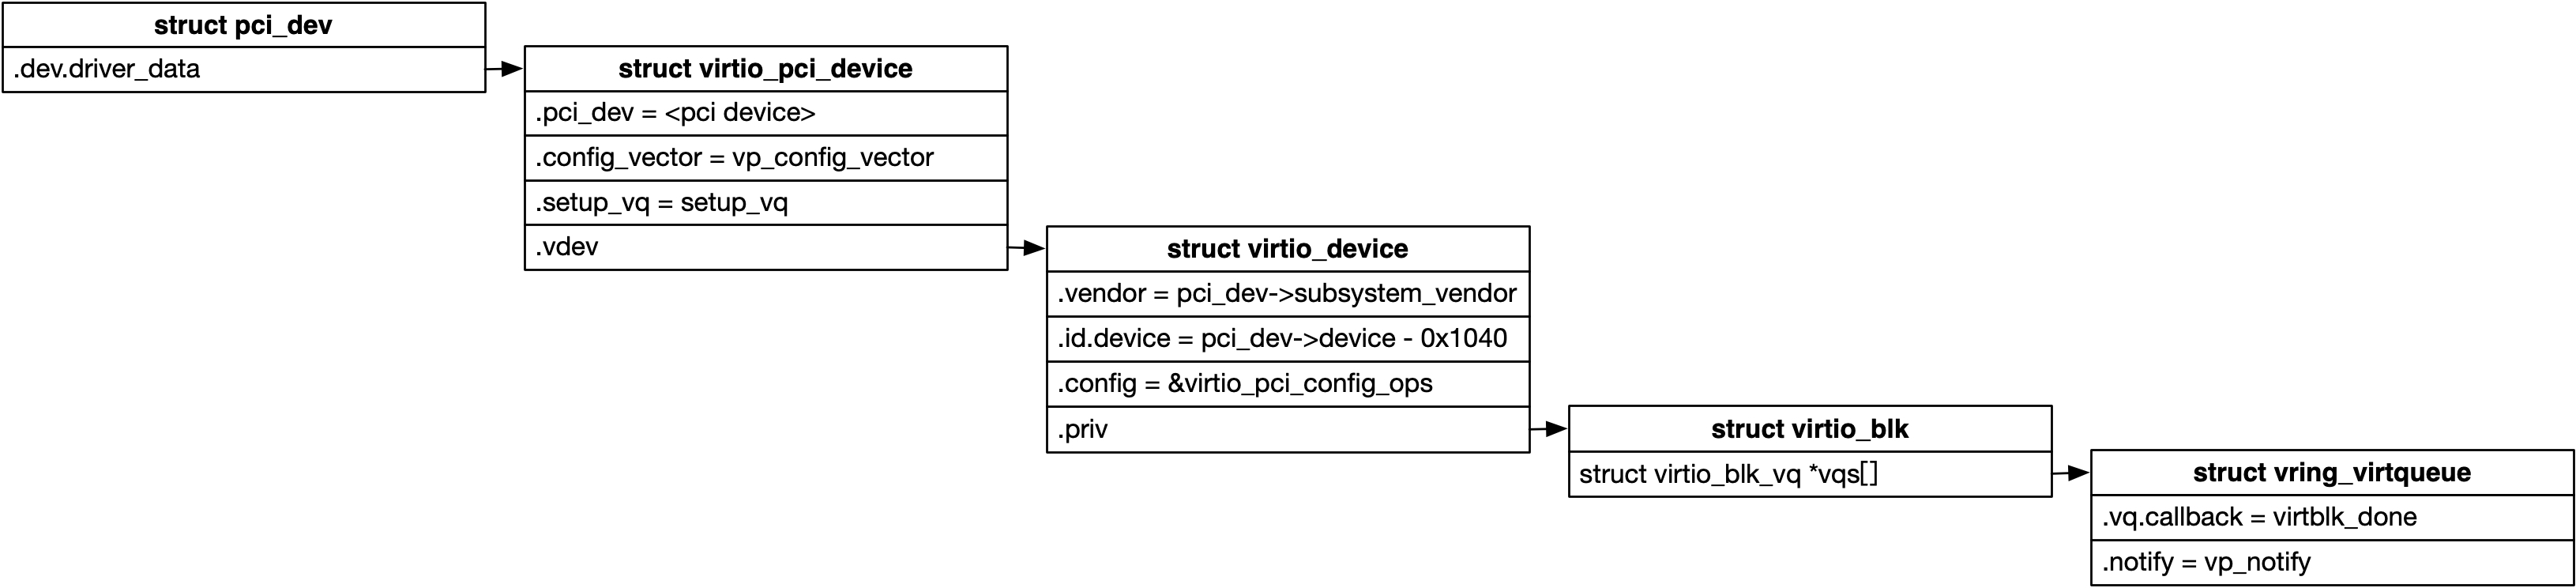 struct pci_dev
.dev.driver_data
struct virtio_pci_device
.pci_dev = <pci device>
.config_vector = vp_config_vector
.setup_vq = setup_vq
.vdev
struct virtio_device
.vendor = pci_dev->subsystem_vendor
.id.device = pci_dev->device - 0x1040
.config = &virtio_pci_config_ops
.priv
struct virtio_blk
struct virtio_blk_vq *vqs[]
struct vring_virtqueue
.vq.callback = virtblk_done
.notify = vp_notify